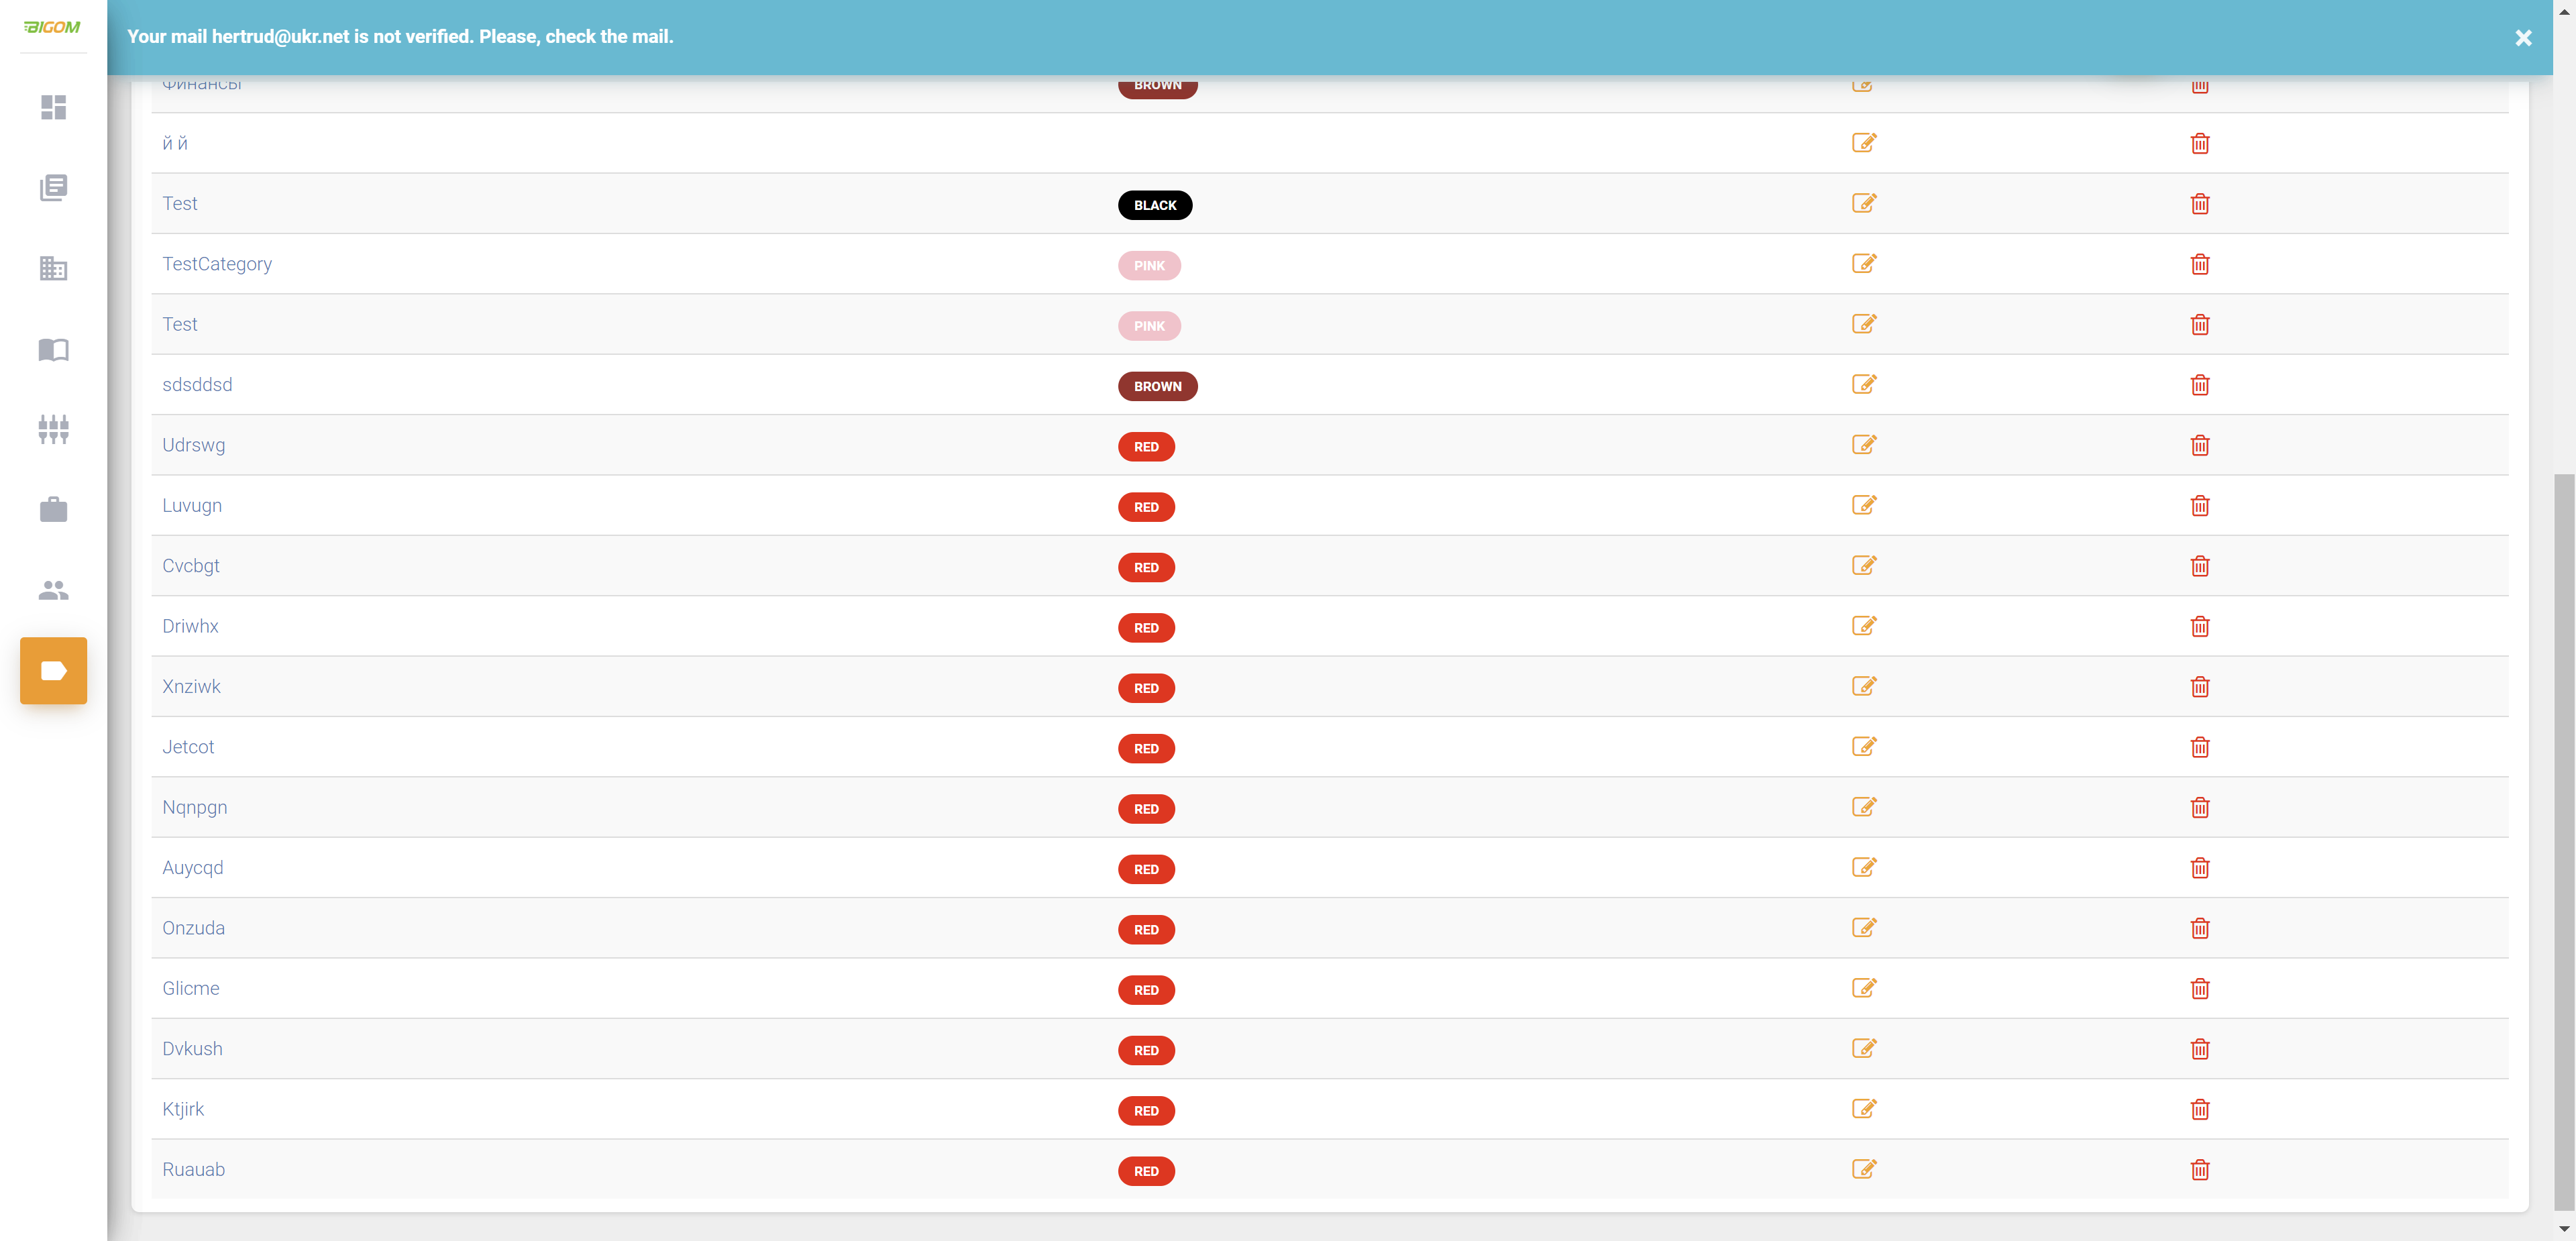 BIGOM
Your mail hertrud@ukr.net is not verified. Please, check the mail.
Финансы BROWN
й й
Test BLACK
TestCategory PINK
Test PINK
sdsddsd BROWN
Udrswg RED
Luvugn RED
Cvcbgt RED
Driwhx RED
Xnziwk RED
Jetcot RED
Nqnpgn RED
Auycqd RED
Onzuda RED
Glicme RED
Dvkush RED
Ktjirk RED
Ruauab RED